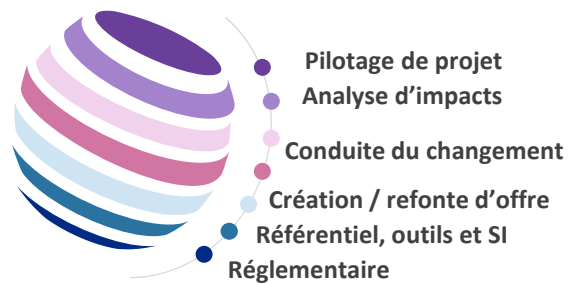 Pilotage de projet
Analyse d’impacts
Conduite du changement
Création / refonte d’offre
Référentiel, outils et SI
Réglementaire